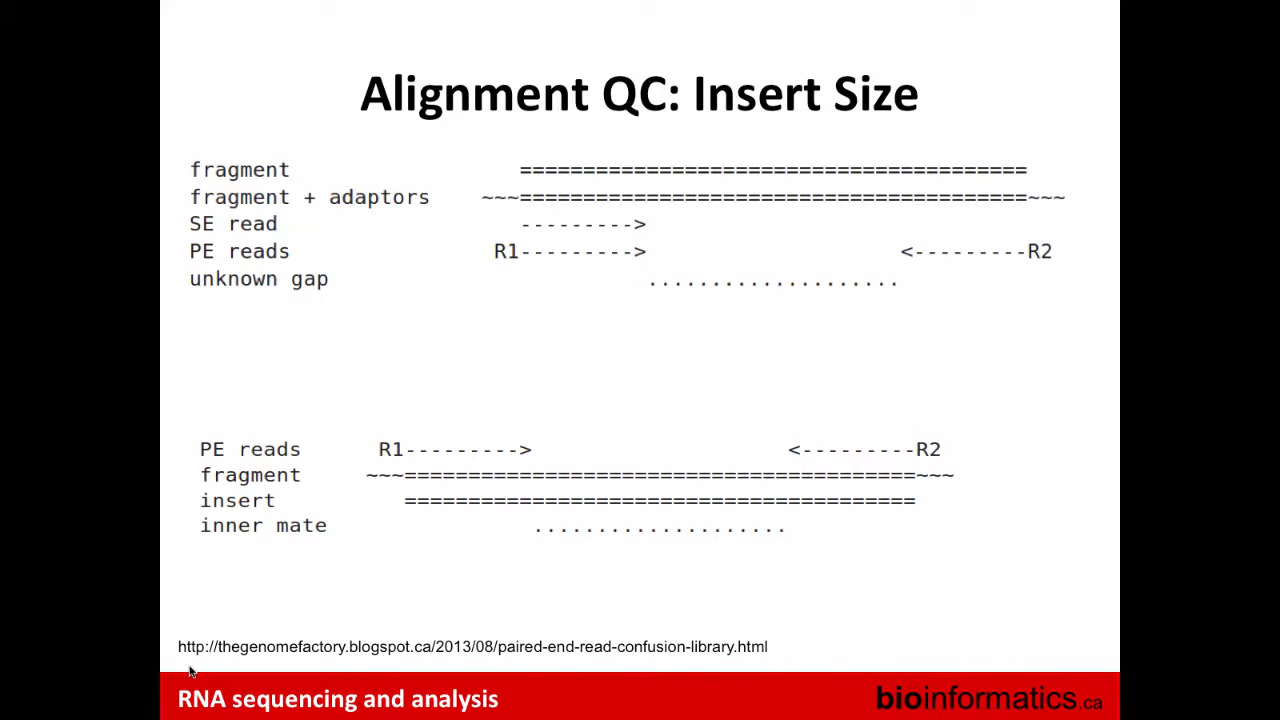 Alignment QC: Insert Size
fragment ========================================
fragment + adaptors ~~~========================================~~~
SE read --------->
PE reads R1---------> <---------R2
unknown gap ....................
PE reads R1---------> <---------R2
fragment ~~~========================================~~~
insert ========================================
inner mate ....................
http://thegenomefactory.blogspot.ca/2013/08/paired-end-read-confusion-library.html
RNA sequencing and analysis
bioinformatics.ca